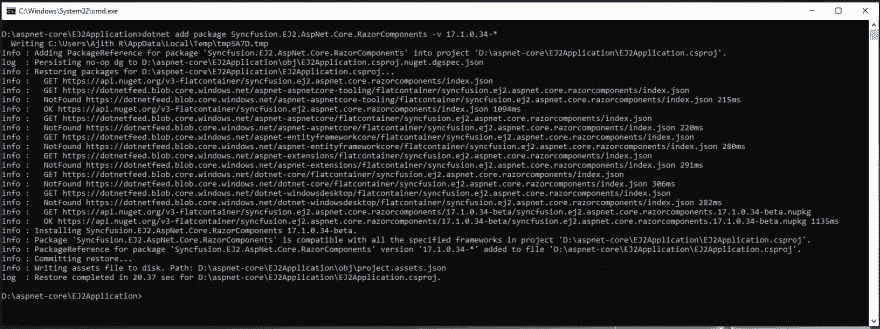 C:\Windows\System32\cmd.exe
D:\aspnet-core\EJ2Application>dotnet add package Syncfusion.EJ2.AspNet.Core.RazorComponents -v 17.1.0.34-*
Writing C:\Users\Ajith R\AppData\Local\Temp\tmp5A7D.tmp
info : Adding PackageReference for package 'Syncfusion.EJ2.AspNet.Core.RazorComponents' into project 'D:\aspnet-core\EJ2Application\EJ2Application.csproj'.
log  : Persisting no-op dg to D:\aspnet-core\EJ2Application\obj\EJ2Application.csproj.nuget.dgspec.json
info : Restoring packages for D:\aspnet-core\EJ2Application\EJ2Application.csproj...
info :   GET https://api.nuget.org/v3-flatcontainer/syncfusion.ej2.aspnet.core.razorcomponents/index.json
info :   GET https://dotnetfeed.blob.core.windows.net/aspnet-aspnetcore-tooling/flatcontainer/syncfusion.ej2.aspnet.core.razorcomponents/index.json
info :   NotFound https://dotnetfeed.blob.core.windows.net/aspnet-aspnetcore-tooling/flatcontainer/syncfusion.ej2.aspnet.core.razorcomponents/index.json 215ms
info :   OK https://api.nuget.org/v3-flatcontainer/syncfusion.ej2.aspnet.core.razorcomponents/index.json 1094ms
info :   GET https://dotnetfeed.blob.core.windows.net/aspnet-aspnetcore/flatcontainer/syncfusion.ej2.aspnet.core.razorcomponents/index.json
info :   NotFound https://dotnetfeed.blob.core.windows.net/aspnet-aspnetcore/flatcontainer/syncfusion.ej2.aspnet.core.razorcomponents/index.json 220ms
info :   GET https://dotnetfeed.blob.core.windows.net/aspnet-entityframeworkcore/flatcontainer/syncfusion.ej2.aspnet.core.razorcomponents/index.json
info :   NotFound https://dotnetfeed.blob.core.windows.net/aspnet-entityframeworkcore/flatcontainer/syncfusion.ej2.aspnet.core.razorcomponents/index.json 280ms
info :   GET https://dotnetfeed.blob.core.windows.net/aspnet-extensions/flatcontainer/syncfusion.ej2.aspnet.core.razorcomponents/index.json
info :   NotFound https://dotnetfeed.blob.core.windows.net/aspnet-extensions/flatcontainer/syncfusion.ej2.aspnet.core.razorcomponents/index.json 291ms
info :   GET https://dotnetfeed.blob.core.windows.net/dotnet-core/flatcontainer/syncfusion.ej2.aspnet.core.razorcomponents/index.json
info :   NotFound https://dotnetfeed.blob.core.windows.net/dotnet-core/flatcontainer/syncfusion.ej2.aspnet.core.razorcomponents/index.json 306ms
info :   GET https://dotnetfeed.blob.core.windows.net/dotnet-windowsdesktop/flatcontainer/syncfusion.ej2.aspnet.core.razorcomponents/index.json
info :   NotFound https://dotnetfeed.blob.core.windows.net/dotnet-windowsdesktop/flatcontainer/syncfusion.ej2.aspnet.core.razorcomponents/index.json 282ms
info :   GET https://api.nuget.org/v3-flatcontainer/syncfusion.ej2.aspnet.core.razorcomponents/17.1.0.34-beta/syncfusion.ej2.aspnet.core.razorcomponents.17.1.0.34-beta.nupkg
info :   OK https://api.nuget.org/v3-flatcontainer/syncfusion.ej2.aspnet.core.razorcomponents/17.1.0.34-beta/syncfusion.ej2.aspnet.core.razorcomponents.17.1.0.34-beta.nupkg 1135ms
info : Installing Syncfusion.EJ2.AspNet.Core.RazorComponents 17.1.0.34-beta.
info : Package 'Syncfusion.EJ2.AspNet.Core.RazorComponents' is compatible with all the specified frameworks in project 'D:\aspnet-core\EJ2Application\EJ2Application.csproj'.
info : PackageReference for package 'Syncfusion.EJ2.AspNet.Core.RazorComponents' version '17.1.0.34-*' added to file 'D:\aspnet-core\EJ2Application\EJ2Application.csproj'.
info : Committing restore...
info : Writing assets file to disk. Path: D:\aspnet-core\EJ2Application\obj\project.assets.json
log  : Restore completed in 20.37 sec for D:\aspnet-core\EJ2Application\EJ2Application.csproj.
D:\aspnet-core\EJ2Application>